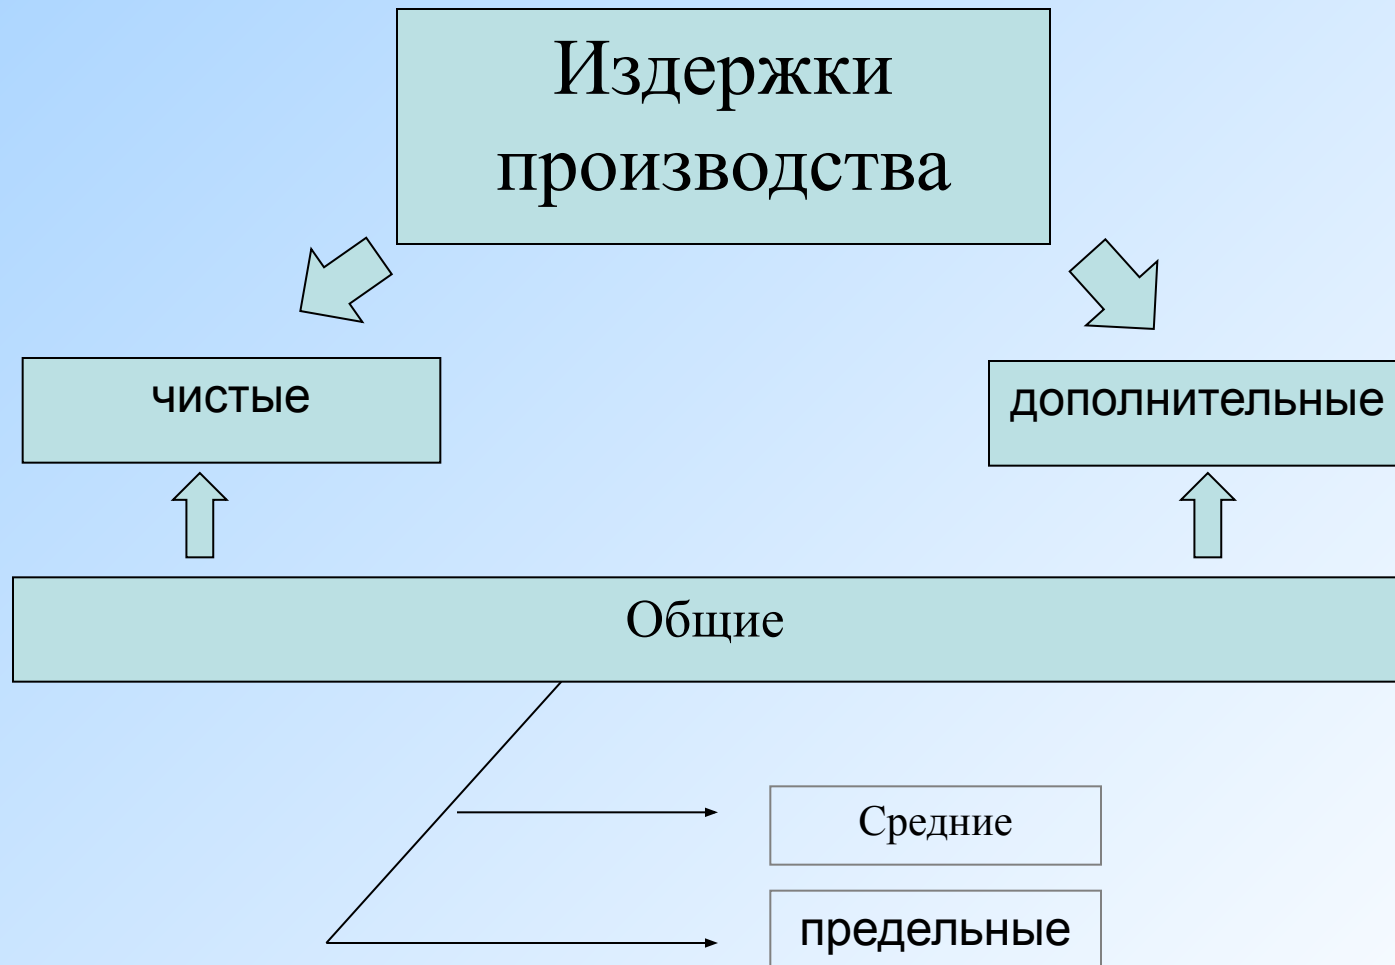 Издержки
производства
чистые
дополнительные
Общие
Средние
предельные